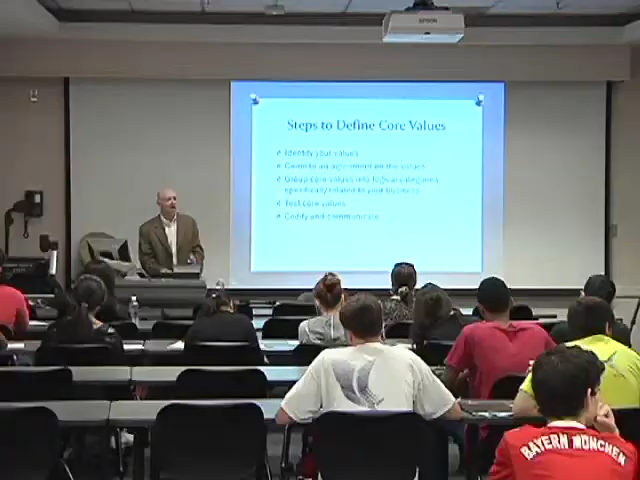 EPSON
Steps to Define Core Values
Identify your values
Come to an agreement on the values
Group core values into logical categories
specifically related to your business
Test core values
Codify and communicate
BAYERN MÜNCHEN